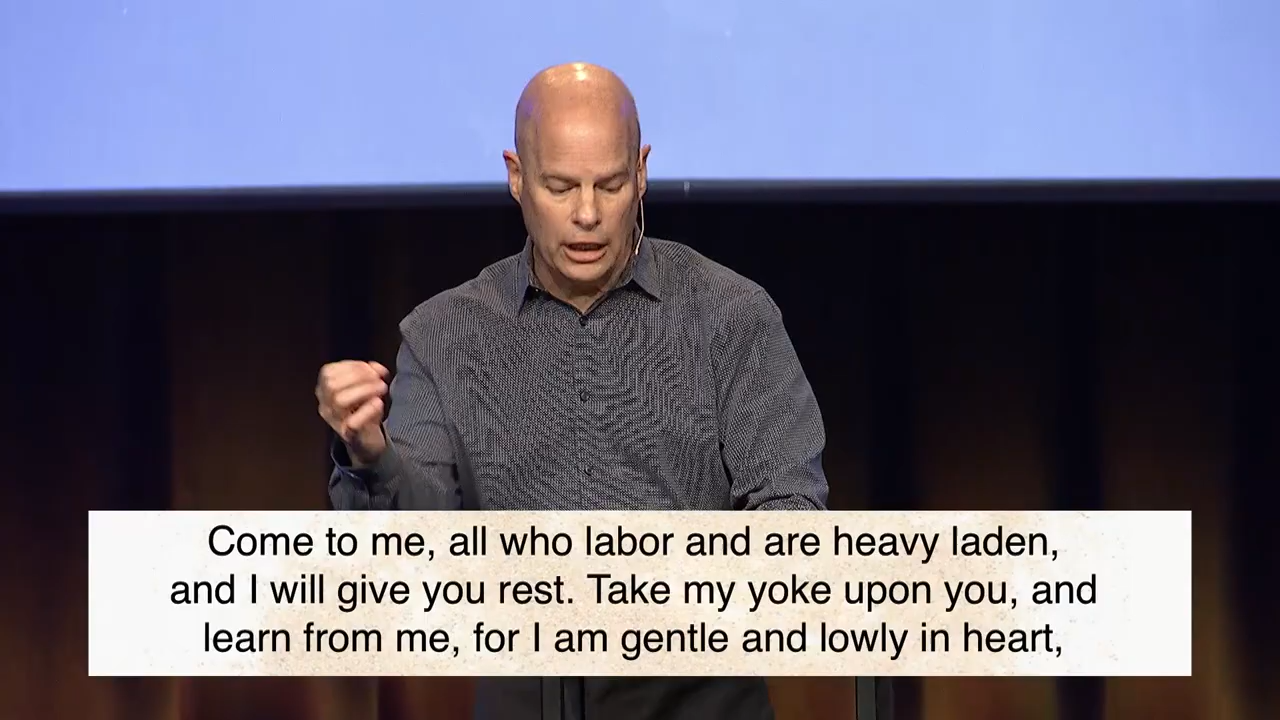 Come to me, all who labor and are heavy laden,
and I will give you rest. Take my yoke upon you, and
learn from me, for I am gentle and lowly in heart,